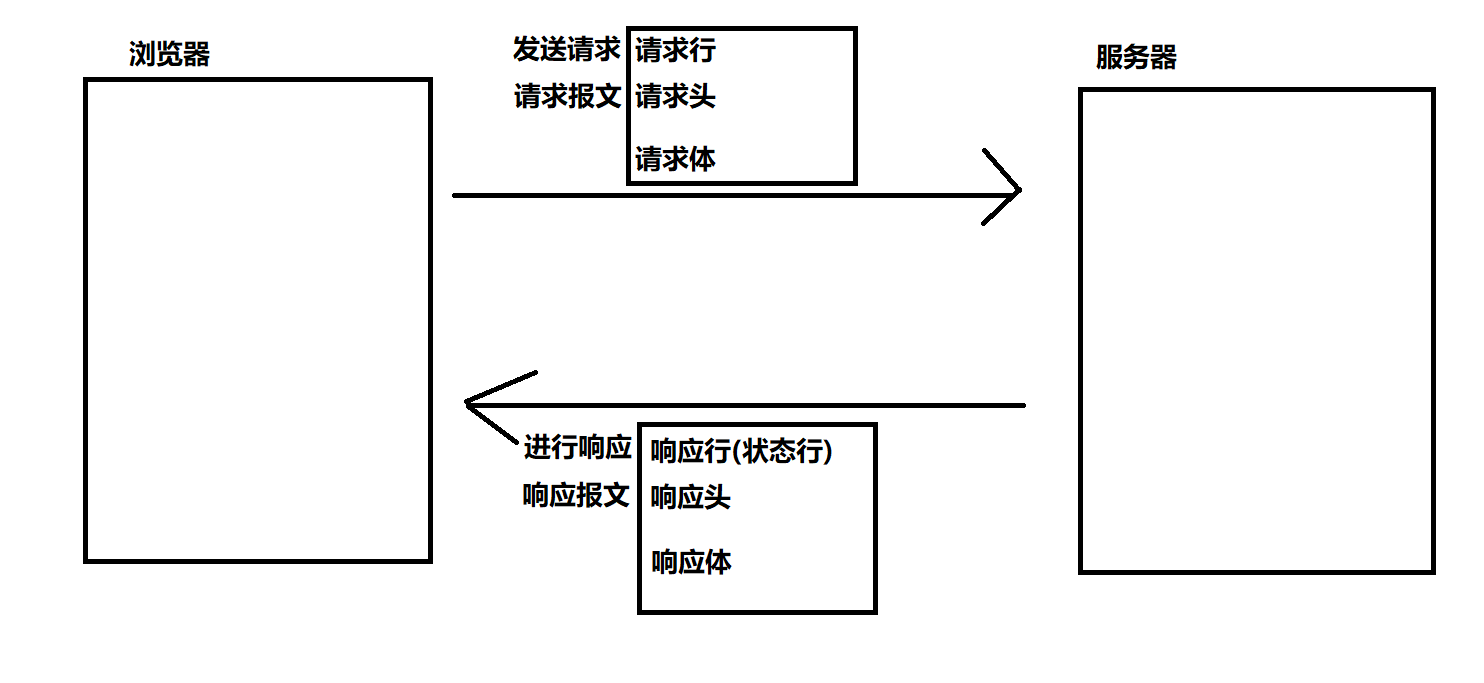 浏览器
发送请求
请求报文
请求行
请求头
请求体
服务器
进行响应
响应报文
响应行(状态行)
响应头
响应体